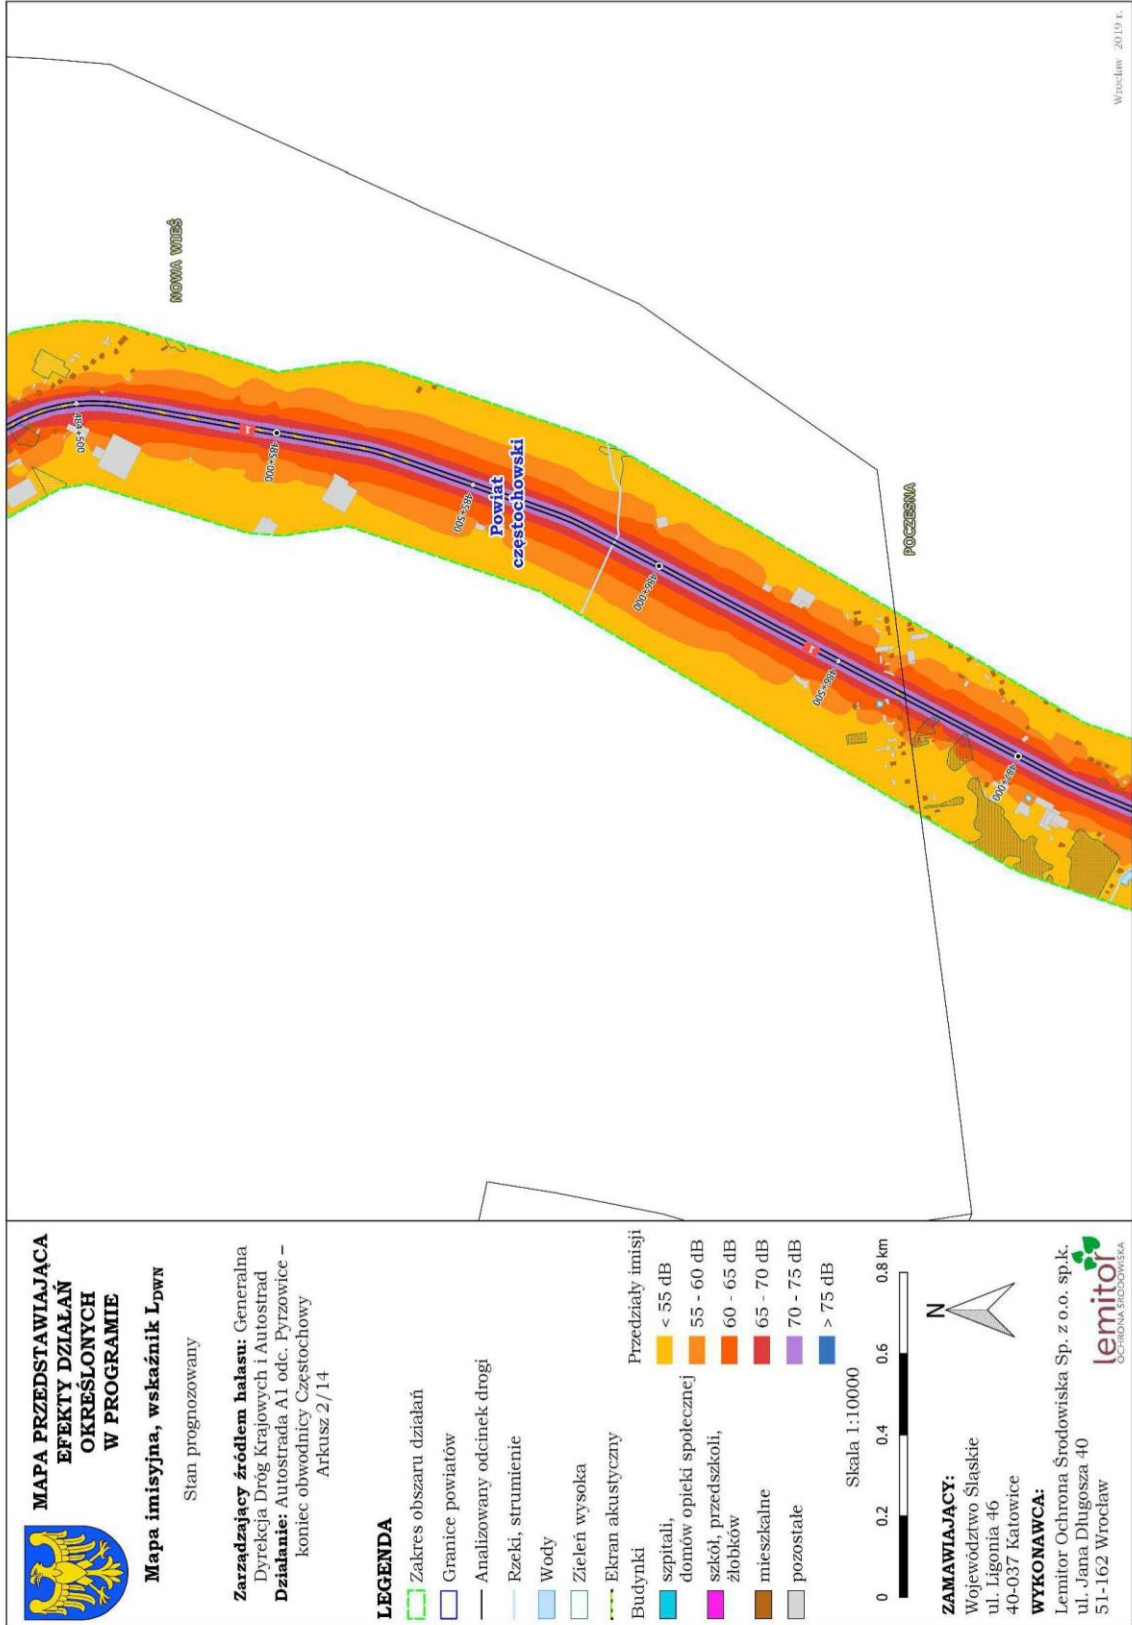 MAPA PRZEDSTAWIAJĄCA
EFEKTY DZIAŁAŃ
OKREŚLONYCH
W PROGRAMIE
Mapa imisyjna, wskaźnik LDWN
Stan prognozowany
Zarządzający źródłem hałasu: Generalna
Dyrekcja Dróg Krajowych i Autostrad
Działanie: Autostrada A1 odc. Pyrzowice –
koniec obwodnicy Częstochowy
Arkusz 2/14
LEGENDA
Zakres obszaru działań
Granice powiatów
Analizowany odcinek drogi
Rzeki, strumienie
Wody
Zieleń wysoka
Ekran akustyczny
Budynki
szpitali,
domów opieki społecznej
szkół, przedszkoli,
żłobków
mieszkalne
pozostałe
Przedziały imisji
< 55 dB
55 - 60 dB
60 - 65 dB
65 - 70 dB
70 - 75 dB
> 75 dB
Skala 1:10000
0
0.2
0.4
0.6
0.8 km
N
ZAMAWIAJĄCY:
Województwo Śląskie
ul. Ligonia 46
40-037 Katowice
WYKONAWCA:
Lemitor Ochrona Środowiska Sp. z o.o. sp.k.
ul. Jana Długosza 40
51-162 Wrocław
lemitor
OCHRONA ŚRODOWISKA
NOWA WIEŚ
484+500
485+000
485+500
Powiat
częstochowski
486+000
POCZESNA
486+500
487+000
Wrocław 2019 r.